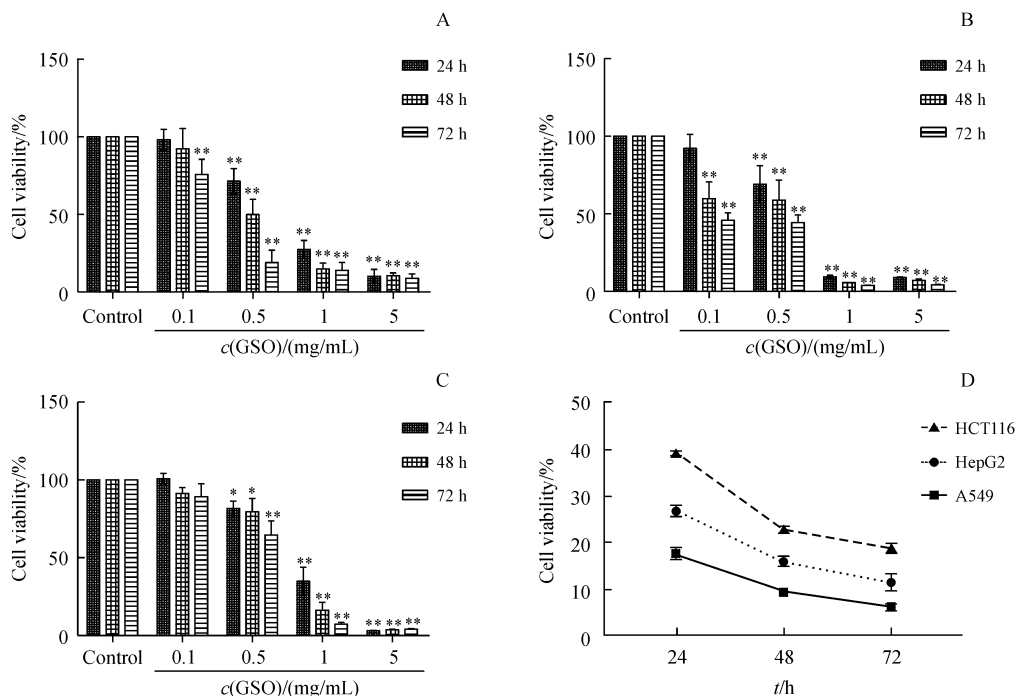 A
150
100
50
0
Cell viability/%
24 h
48 h
72 h
** ** ** ** ** ** ** ** ** **
Control 0.1 0.5 1 5
c(GSO)/(mg/mL)
B
150
100
50
0
Cell viability/%
24 h
48 h
72 h
** ** ** ** ** ** ** ** ** ** **
Control 0.1 0.5 1 5
c(GSO)/(mg/mL)
C
150
100
50
0
Cell viability/%
24 h
48 h
72 h
* * ** ** ** ** ** ** **
Control 0.1 0.5 1 5
c(GSO)/(mg/mL)
D
50
40
30
20
10
0
Cell viability/%
HCT116
HepG2
A549
24 48 72
t/h